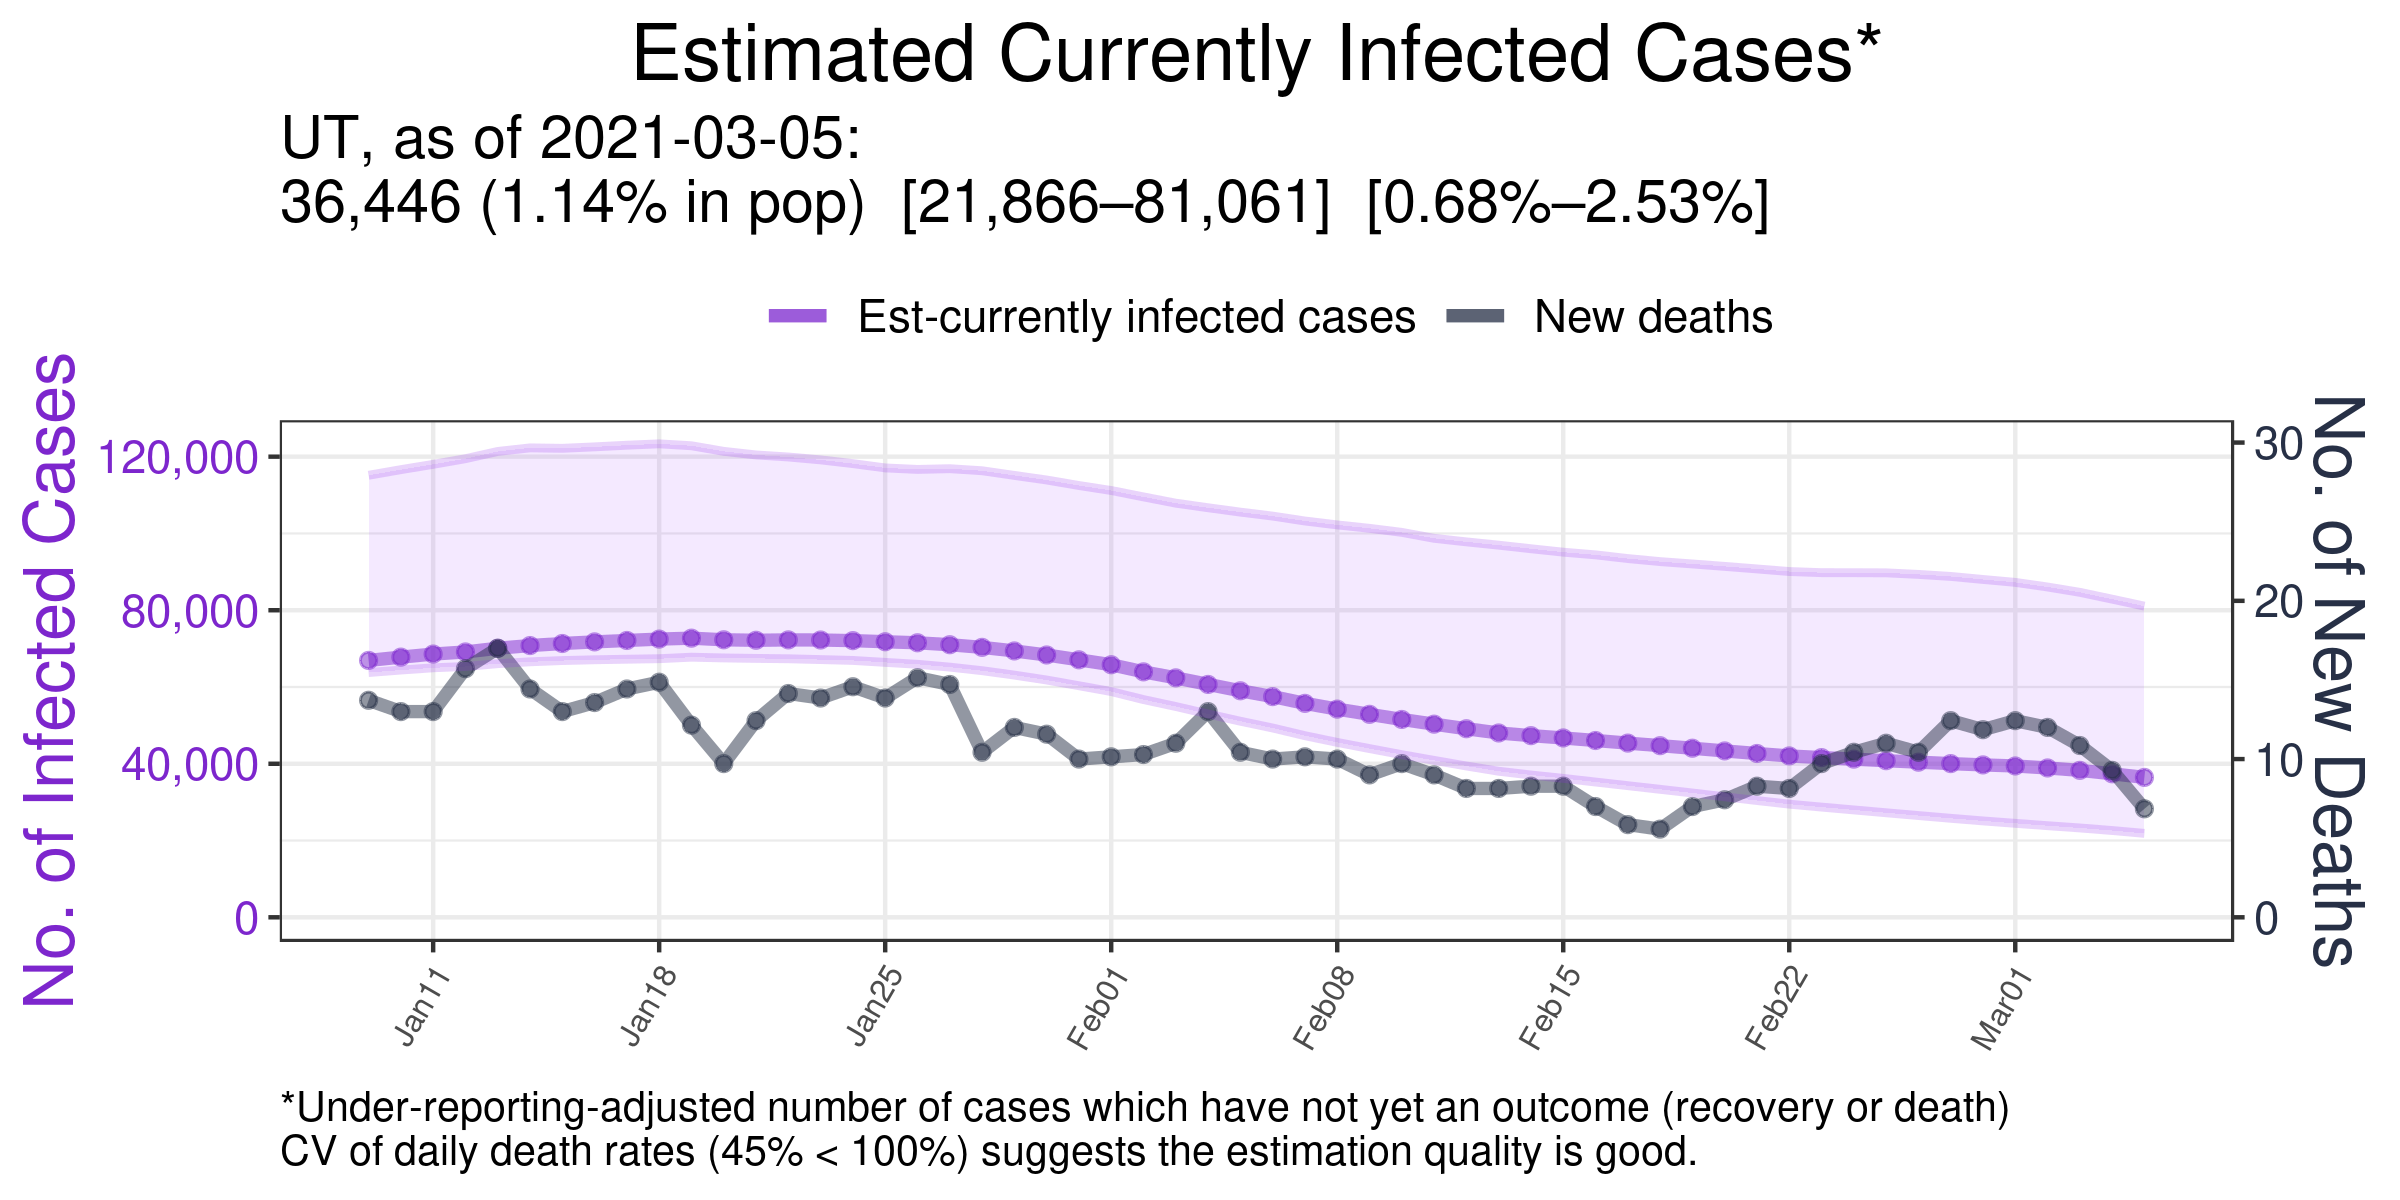 Estimated Currently Infected Cases*
UT, as of 2021-03-05:
36,446 (1.14% in pop)  [21,866–81,061]  [0.68%–2.53%]
Est-currently infected cases
New deaths
No. of Infected Cases
120,000
80,000
40,000
0
30
20
10
0
No. of New Deaths
Jan11
Jan18
Jan25
Feb01
Feb08
Feb15
Feb22
Mar01
*Under-reporting-adjusted number of cases which have not yet an outcome (recovery or death)
CV of daily death rates (45% < 100%) suggests the estimation quality is good.